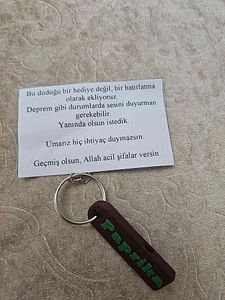 Bu düdüğü bir hediye değil, bir hatırlatma
olarak ekliyoruz.
Deprem gibi durumlarda sesini duyurman
gerekebilir.
Yanında olsun istedik.
Umarız hiç ihtiyaç duymazsın.
Geçmiş olsun, Allah acil şifalar versin
Paprika